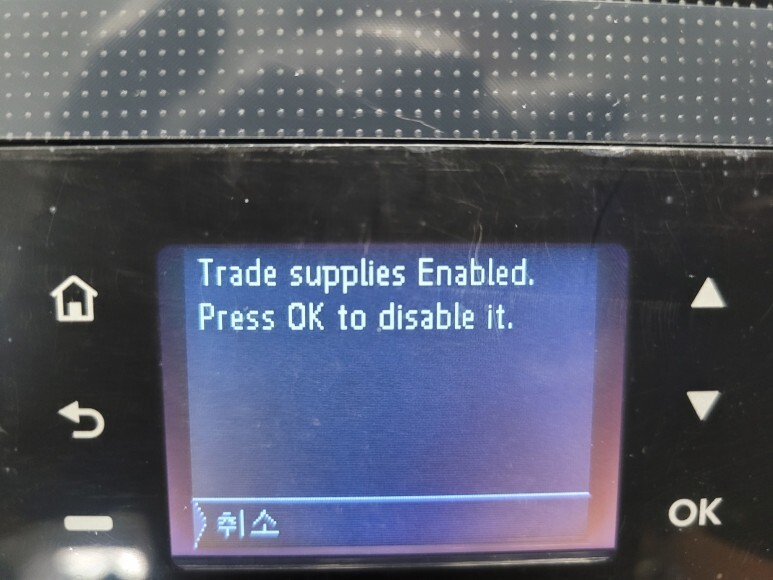 Trade supplies Enabled.
Press OK to disable it.
취소
OK